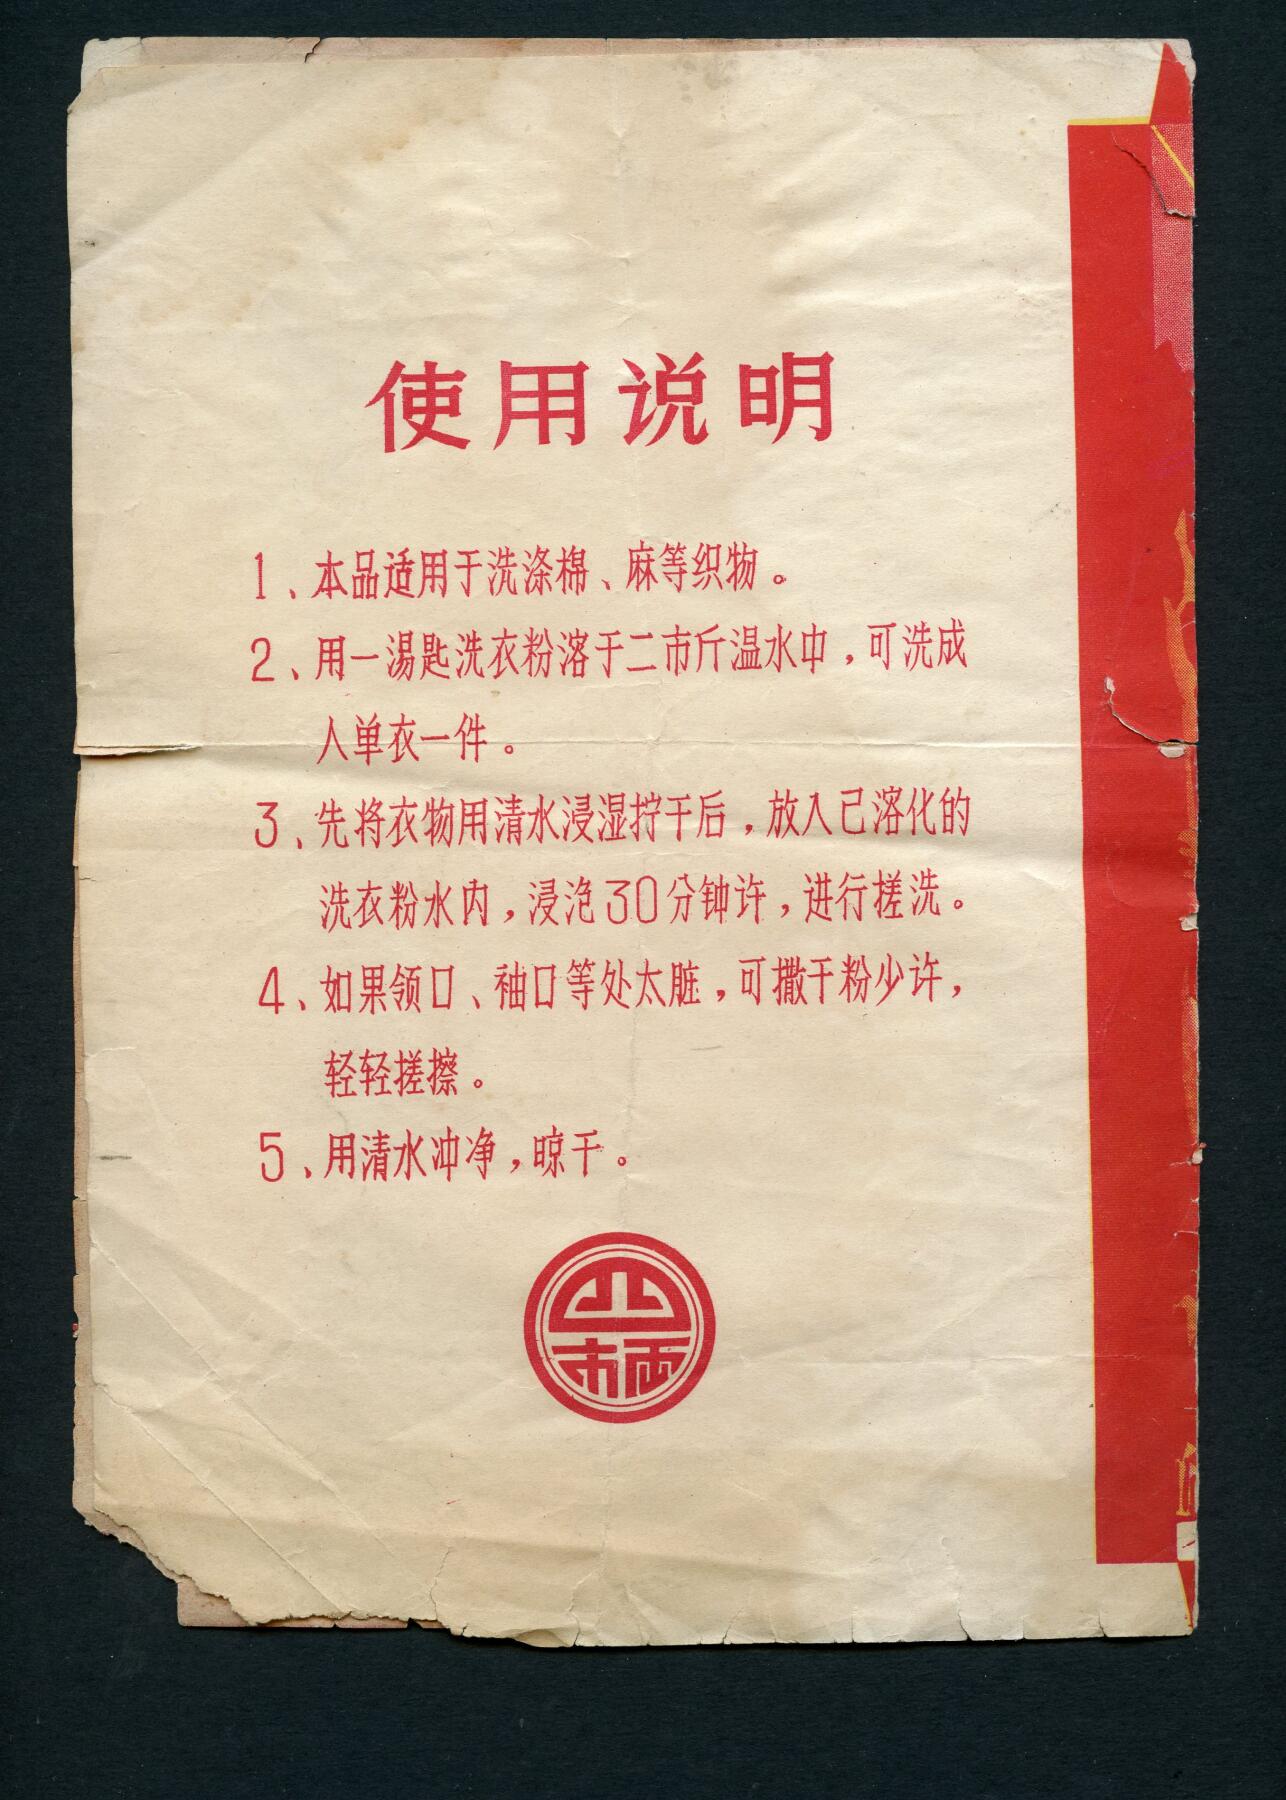 使用说明
1、本品适用于洗涤棉、麻等织物。
2、用一汤匙洗衣粉溶于二市斤温水中，可洗成
人单衣一件。
3、先将衣物用清水浸湿拧干后，放入已溶化的
洗衣粉水内，浸泡30分钟许，进行搓洗。
4、如果领口、袖口等处太脏，可撒干粉少许，
轻轻搓擦。
5、用清水冲净，晾干。